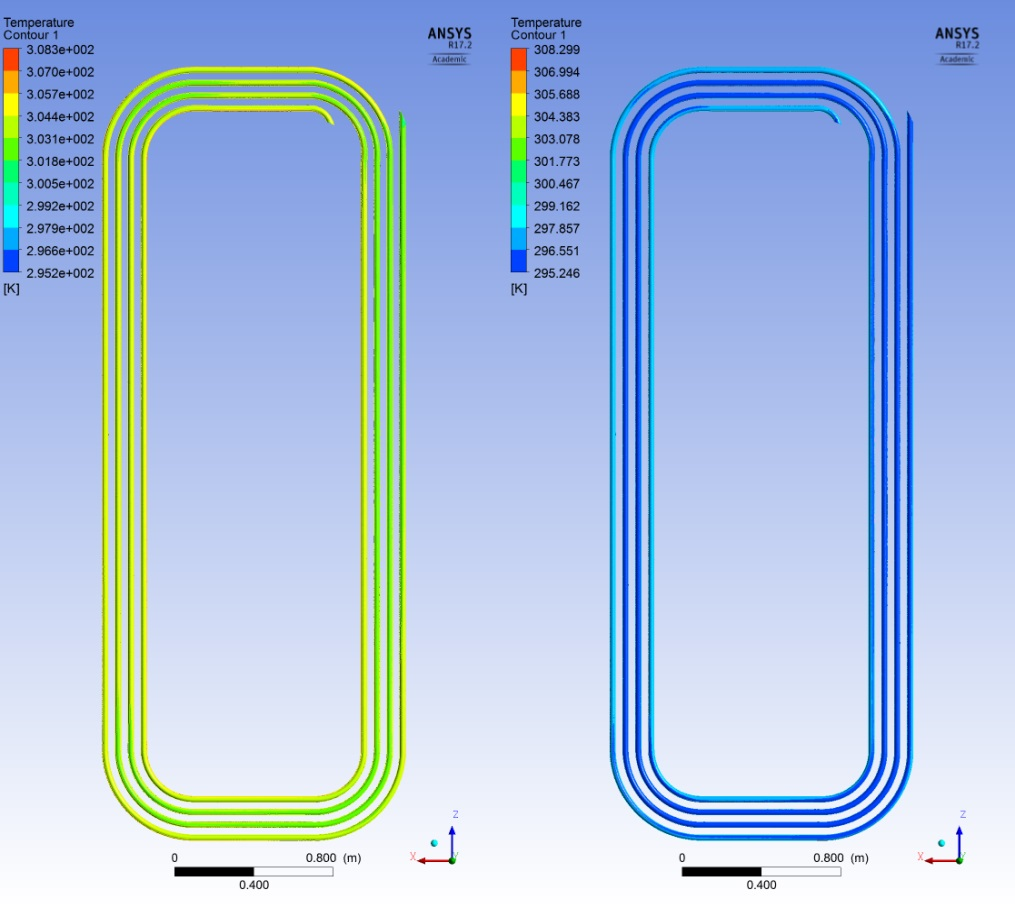 Temperature
Contour 1
3.083e+002
3.070e+002
3.057e+002
3.044e+002
3.031e+002
3.018e+002
3.005e+002
2.992e+002
2.979e+002
2.966e+002
2.952e+002
[K]
ANSYS
R17.2
Academic
0
0.800 (m)
0.400
Z
X
Y
Temperature
Contour 1
308.299
306.994
305.688
304.383
303.078
301.773
300.467
299.162
297.857
296.551
295.246
[K]
ANSYS
R17.2
Academic
0
0.800 (m)
0.400
Z
X
Y